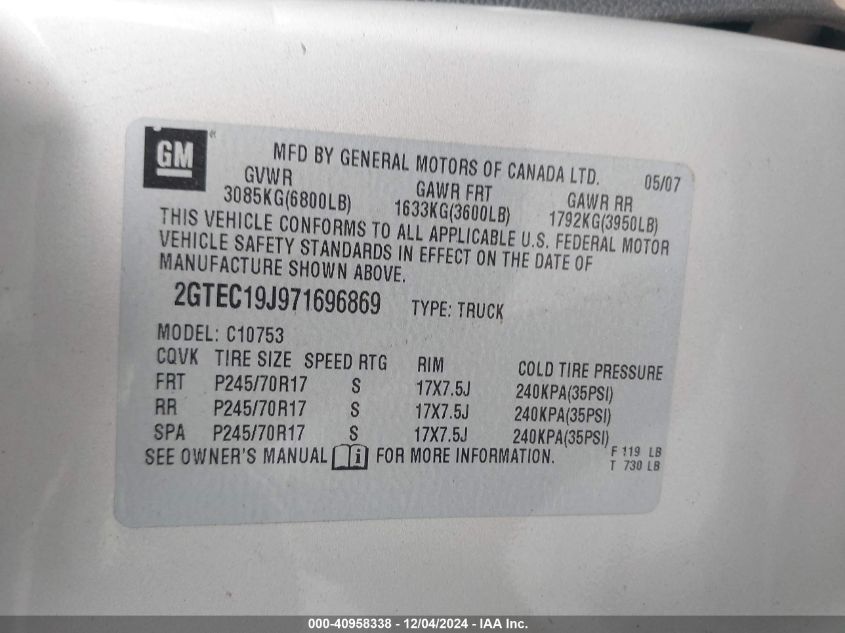 GM
MFD BY GENERAL MOTORS OF CANADA LTD. 05/07
GVWR GAWR FRT GAWR RR
3085KG(6800LB) 1633KG(3600LB) 1792KG(3950LB)
THIS VEHICLE CONFORMS TO ALL APPLICABLE U.S. FEDERAL MOTOR
VEHICLE SAFETY STANDARDS IN EFFECT ON THE DATE OF
MANUFACTURE SHOWN ABOVE.
2GTEC19J971696869 TYPE: TRUCK
MODEL: C10753
CQVK TIRE SIZE SPEED RTG RIM COLD TIRE PRESSURE
FRT P245/70R17 S 17X7.5J 240KPA(35PSI)
RR P245/70R17 S 17X7.5J 240KPA(35PSI)
SPA P245/70R17 S 17X7.5J 240KPA(35PSI)
SEE OWNER'S MANUAL i FOR MORE INFORMATION.
F 119 LB
T 730 LB
000-40958338 - 12/04/2024 - IAA Inc.